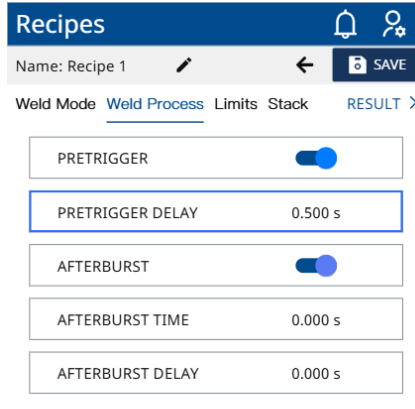 Recipes
Name: Recipe 1 SAVE
Weld Mode Weld Process Limits Stack RESULT
PRETRIGGER
PRETRIGGER DELAY 0.500 s
AFTERBURST
AFTERBURST TIME 0.000 s
AFTERBURST DELAY 0.000 s